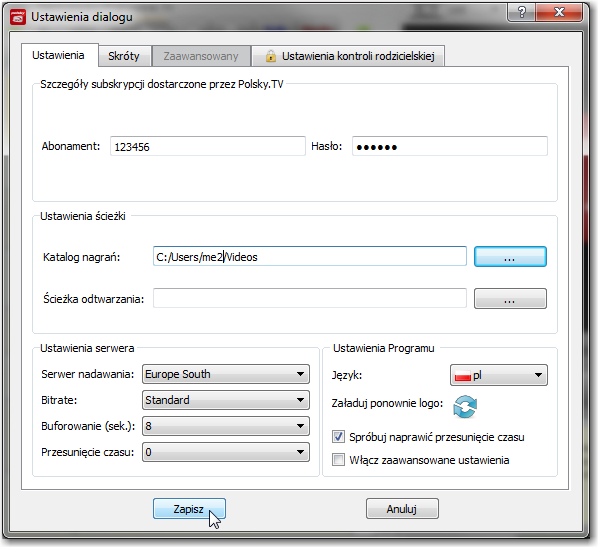 Ustawienia dialogu
Ustawienia Skróty Zaawansowany Ustawienia kontroli rodzicielskiej
Szczegóły subskrypcji dostarczone przez Polsky.TV
Abonament: 123456 Hasło: ●●●●●●
Ustawienia ścieżki
Katalog nagrań: C:/Users/me2/Videos ...
Ścieżka odtwarzania: ...
Ustawienia serwera
Serwer nadawania: Europe South
Bitrate: Standard
Buforowanie (sek.): 8
Przesunięcie czasu: 0
Ustawienia Programu
Język: pl
Załaduj ponownie logo:
Spróbuj naprawić przesunięcie czasu
Włącz zaawansowane ustawienia
Zapisz Anuluj